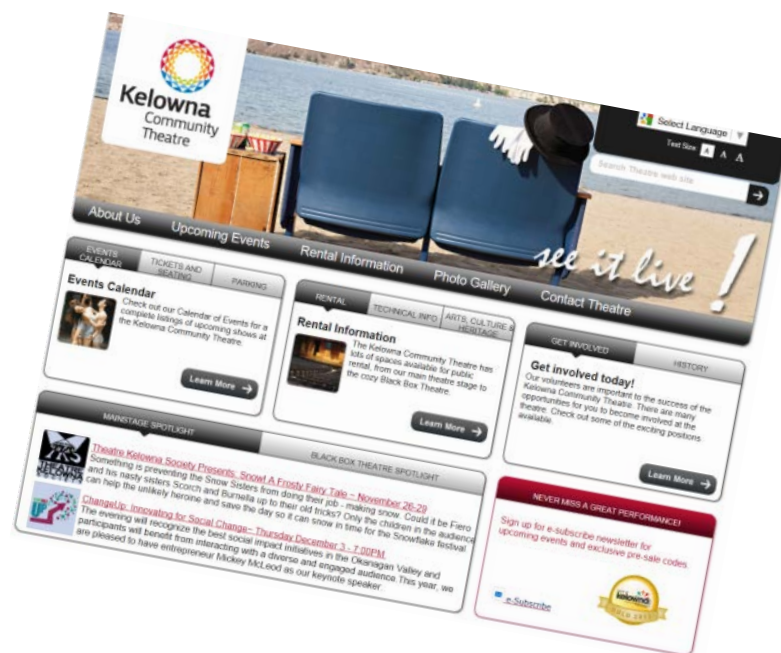 Kelowna
Community
Theatre
Select Language
Text Size: A A A
Search Theatre web site
see it live!
About Us
Upcoming Events
Rental Information
Photo Gallery
Contact Theatre
EVENTS
CALENDAR
TICKETS AND
SEATING
PARKING
Events Calendar
Check out our Calendar of Events for a
complete listings of upcoming shows at
the Kelowna Community Theatre.
Learn More
RENTAL
TECHNICAL INFO
ARTS, CULTURE &
HERITAGE
Rental Information
The Kelowna Community Theatre has
lots of spaces available for public
rental, from our main theatre stage to
the cozy Black Box Theatre.
Learn More
GET INVOLVED
HISTORY
Get involved today!
Our volunteers are important to the success of the
Kelowna Community Theatre. There are many
opportunities for you to become involved at the
theatre. Check out some of the exciting positions
available.
Learn More
MAINSTAGE SPOTLIGHT
BLACK BOX THEATRE SPOTLIGHT
THEATRE
KELOWNA
Theatre Kelowna Society Presents, Snow! A Frosty Fairy Tale ~ November 26-29
Something is preventing the Snow Sisters from doing their job - making snow. Could it be Fiero
and his nasty sisters Scorch and Burnella up to their old tricks? Only the children in the audience
can help the unlikely heroine and save the day so it can snow in time for the Snowflake festival
UP
ChangeUp: Innovating for Social Change~ Thursday December 3 - 7:00PM
The evening will recognize the best social impact initiatives in the Okanagan Valley and
participants will benefit from interacting with a diverse and engaged audience.This year, we
are pleased to have entrepreneur Mickey McLeod as our keynote speaker.
NEVER MISS A GREAT PERFORMANCE!
Sign up for e-subscribe newsletter for
upcoming events and exclusive pre-sale codes
e-Subscribe
kelowna